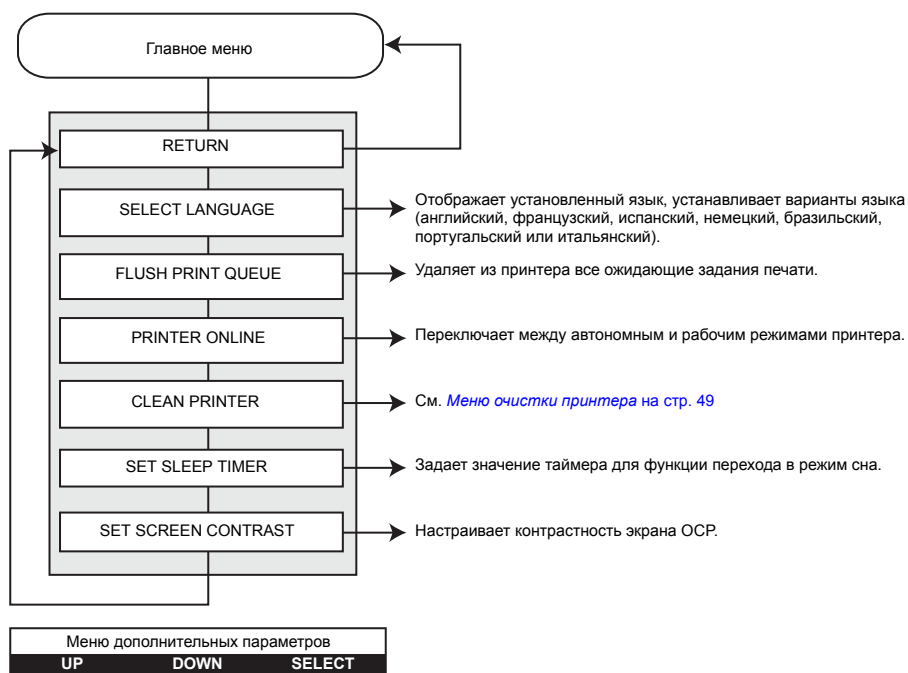 Главное меню
RETURN
SELECT LANGUAGE
Отображает установленный язык, устанавливает варианты языка
(английский, французский, испанский, немецкий, бразильский,
португальский или итальянский).
FLUSH PRINT QUEUE
Удаляет из принтера все ожидающие задания печати.
PRINTER ONLINE
Переключает между автономным и рабочим режимами принтера.
CLEAN PRINTER
См. Меню очистки принтера на стр. 49
SET SLEEP TIMER
Задает значение таймера для функции перехода в режим сна.
SET SCREEN CONTRAST
Настраивает контрастность экрана OCP.
Меню дополнительных параметров
UP DOWN SELECT